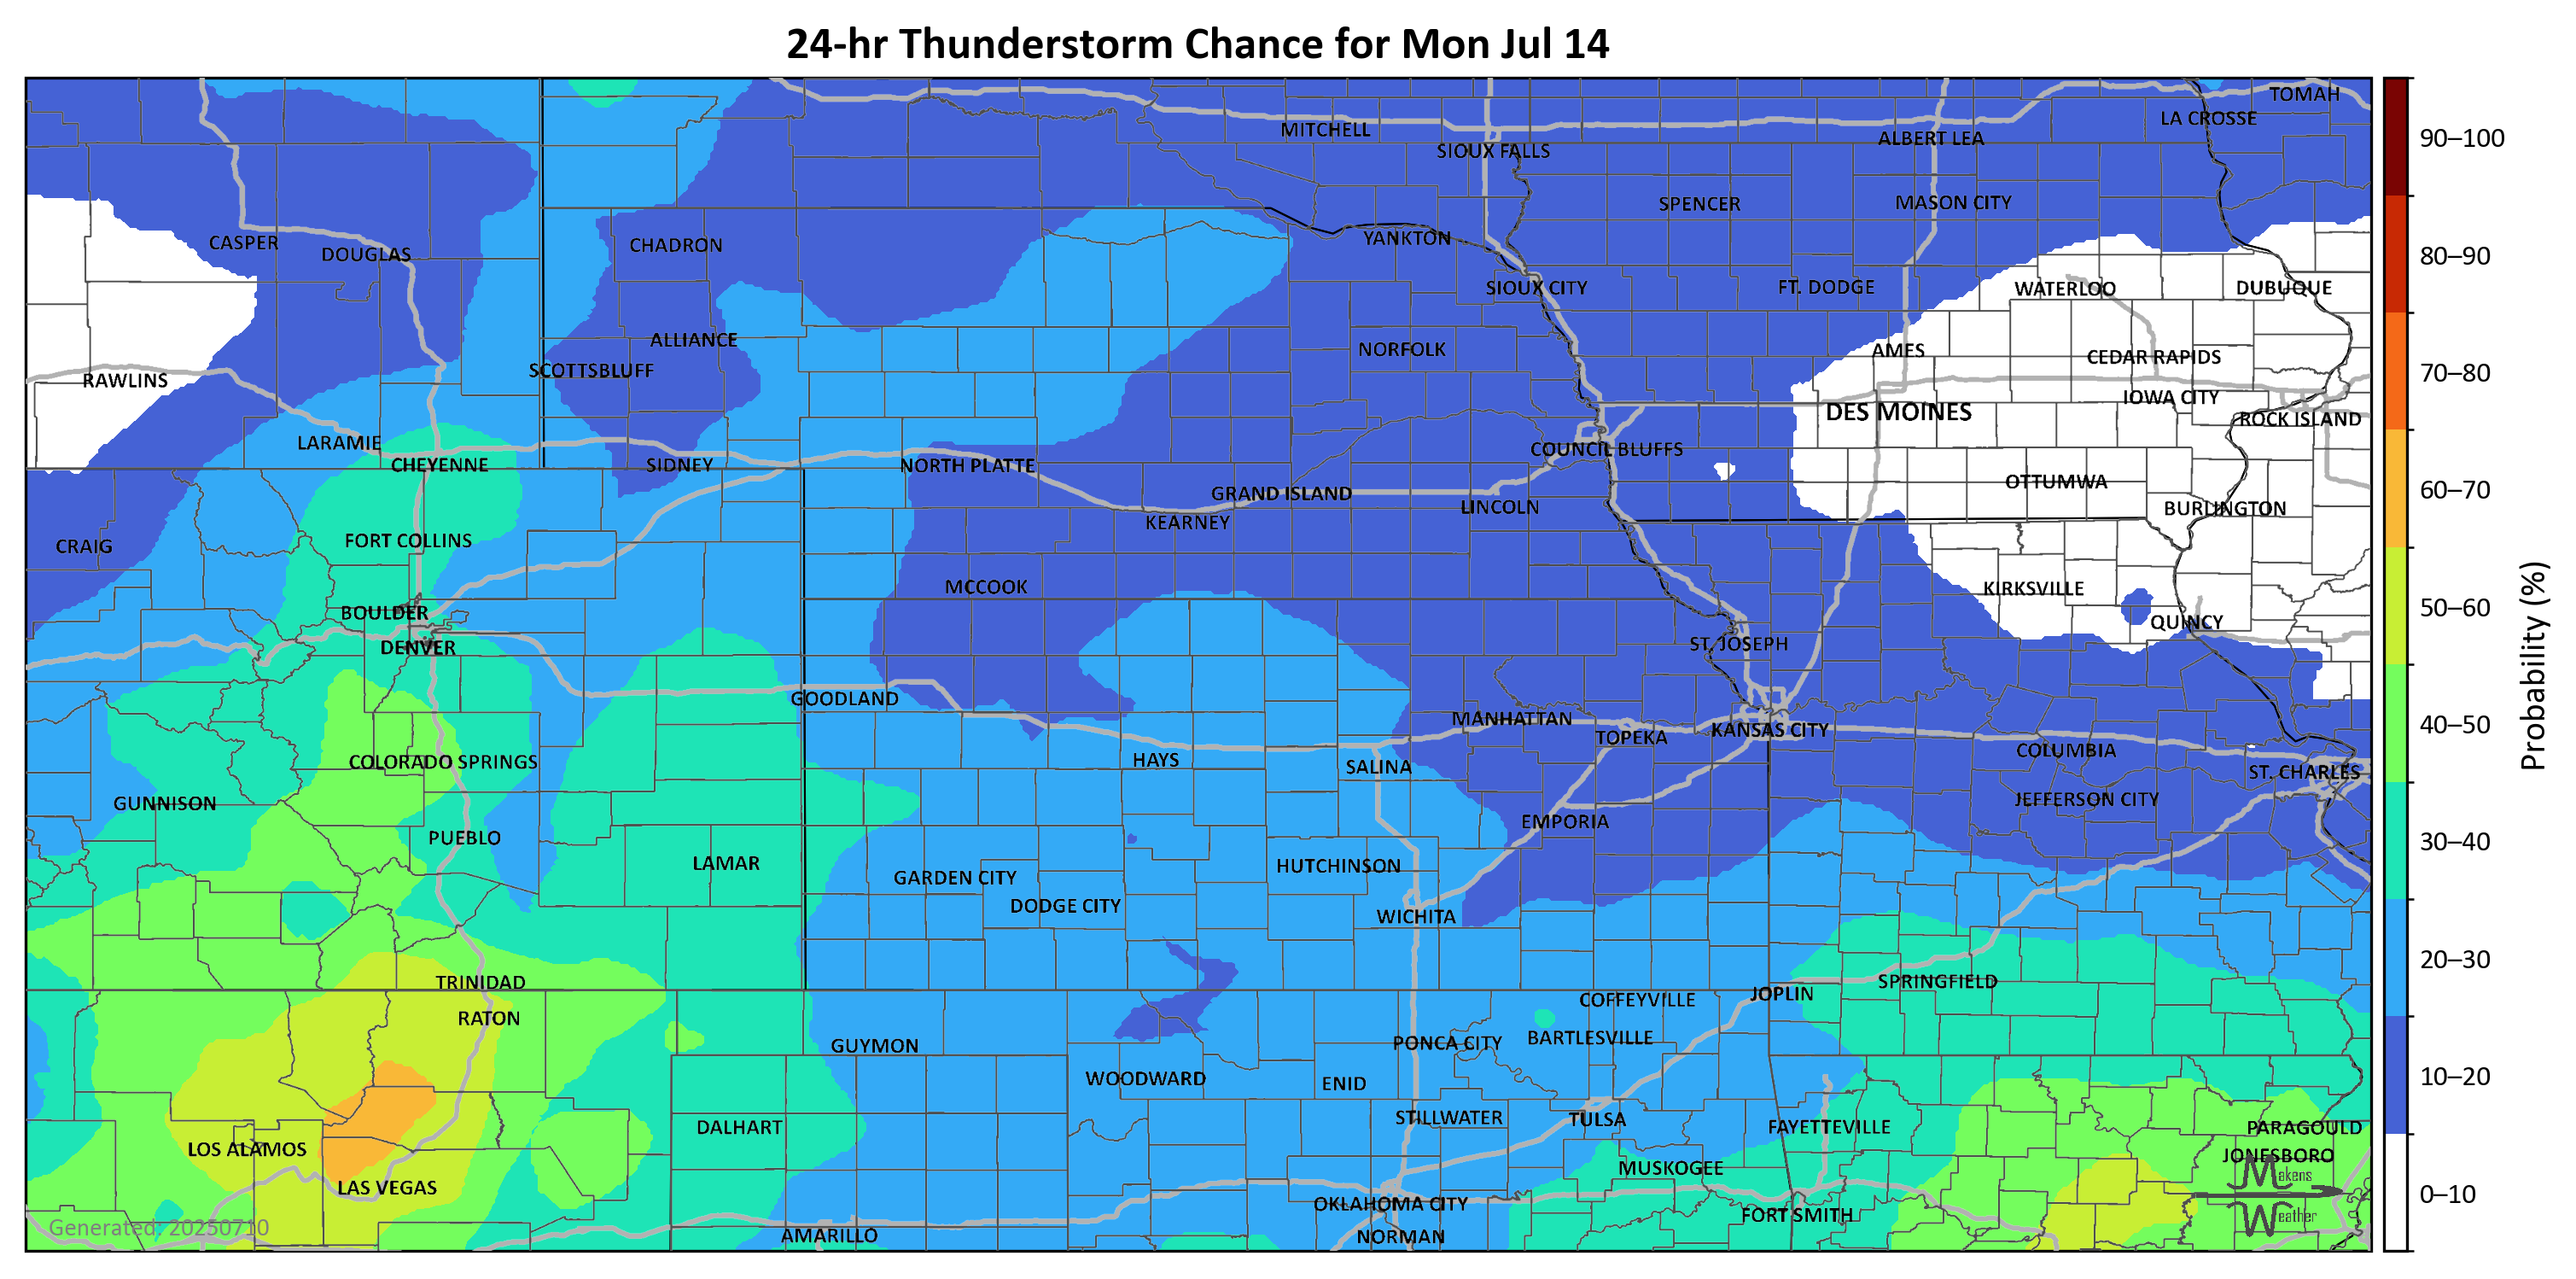 24-hr Thunderstorm Chance for Mon Jul 14
TOMAH
LA CROSSE
MITCHELL
ALBERT LEA
SIOUX FALLS
90–100
SPENCER
MASON CITY
CASPER
DOUGLAS
CHADRON
YANKTON
80–90
SIOUX CITY
FT. DODGE
WATERLOO
DUBUQUE
ALLIANCE
NORFOLK
AMES
CEDAR RAPIDS
RAWLINS
SCOTTSBLUFF
70–80
IOWA CITY
DES MOINES
ROCK ISLAND
LARAMIE
COUNCIL BLUFFS
CHEYENNE
SIDNEY
NORTH PLATTE
OTTUMWA
60–70
GRAND ISLAND
LINCOLN
BURLINGTON
KEARNEY
CRAIG
FORT COLLINS
MCCOOK
KIRKSVILLE
50–60
BOULDER
QUINCY
DENVER
ST. JOSEPH
Probability (%)
GOODLAND
MANHATTAN
TOPEKA
KANSAS CITY
40–50
COLUMBIA
COLORADO SPRINGS
HAYS
SALINA
ST. CHARLES
GUNNISON
JEFFERSON CITY
PUEBLO
EMPORIA
30–40
LAMAR
HUTCHINSON
GARDEN CITY
DODGE CITY
WICHITA
20–30
TRINIDAD
SPRINGFIELD
JOPLIN
COFFEYVILLE
RATON
GUYMON
PONCA CITY
BARTLESVILLE
WOODWARD
ENID
10–20
STILLWATER
TULSA
DALHART
FAYETTEVILLE
PARAGOULD
LOS ALAMOS
JONESBORO
MUSKOGEE
Mekens
LAS VEGAS
0–10
OKLAHOMA CITY
FORT SMITH
Weather
Generated: 20250710
AMARILLO
NORMAN